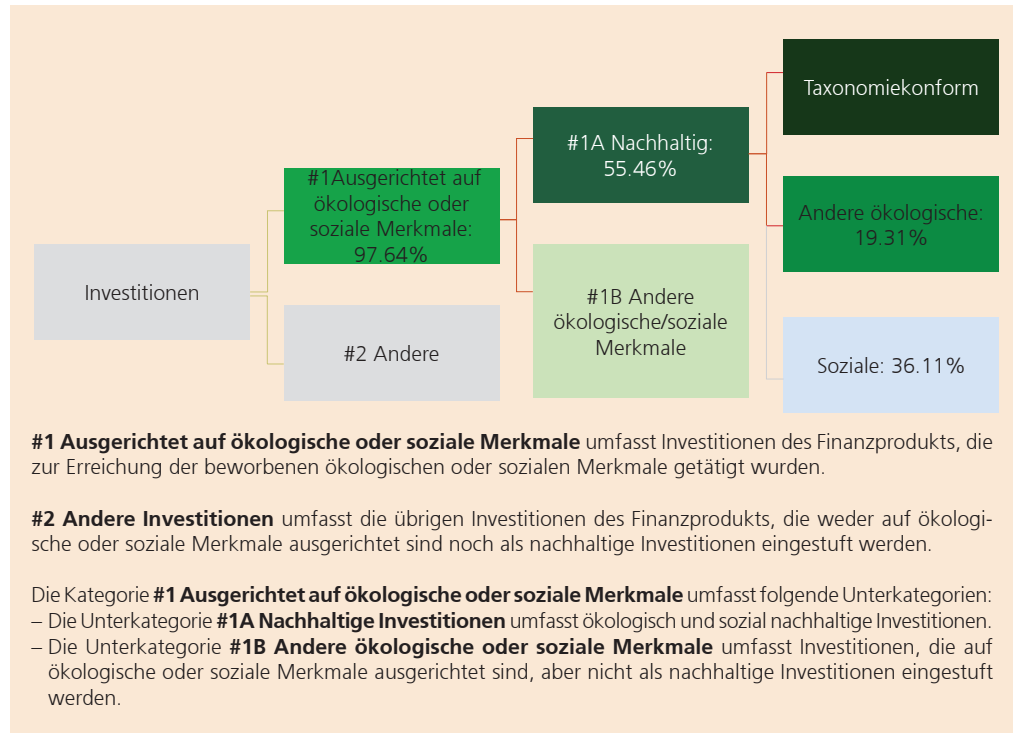 Taxonomiekonform
#1A Nachhaltig:
55.46%
#1Ausgerichtet auf
ökologische oder
soziale Merkmale:
97.64%
Andere ökologische:
19.31%
Investitionen
#1B Andere
ökologische/soziale
Merkmale
#2 Andere
Soziale: 36.11%
#1 Ausgerichtet auf ökologische oder soziale Merkmale umfasst Investitionen des Finanzprodukts, die
zur Erreichung der beworbenen ökologischen oder sozialen Merkmale getätigt wurden.
#2 Andere Investitionen umfasst die übrigen Investitionen des Finanzprodukts, die weder auf ökologi-
sche oder soziale Merkmale ausgerichtet sind noch als nachhaltige Investitionen eingestuft werden.
Die Kategorie #1 Ausgerichtet auf ökologische oder soziale Merkmale umfasst folgende Unterkategorien:
– Die Unterkategorie #1A Nachhaltige Investitionen umfasst ökologisch und sozial nachhaltige Investitionen.
– Die Unterkategorie #1B Andere ökologische oder soziale Merkmale umfasst Investitionen, die auf
ökologische oder soziale Merkmale ausgerichtet sind, aber nicht als nachhaltige Investitionen eingestuft
werden.